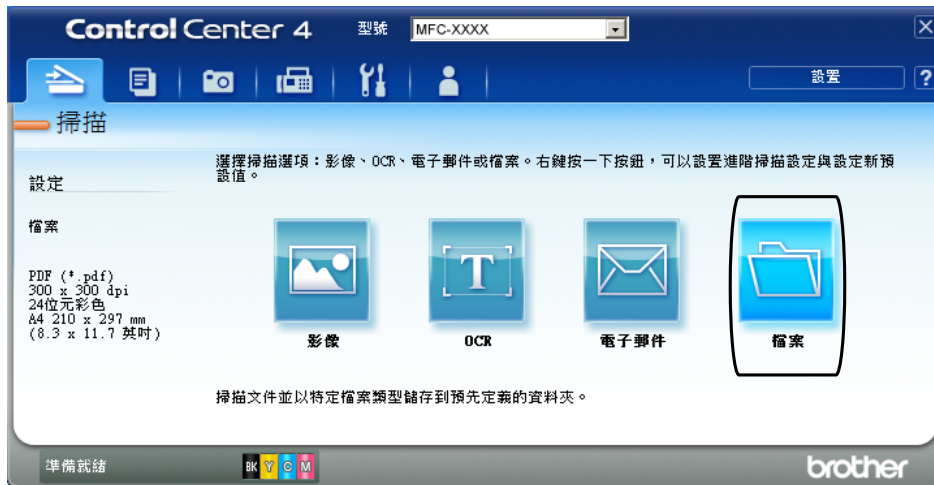 Control Center 4
型號
MFC-XXXX
設置
?
掃描
選擇掃描選項：影像、OCR、電子郵件或檔案。右鍵按一下按鈕，可以設置進階掃描設定與設定新預
設值。
設定
檔案
PDF (*.pdf)
300 x 300 dpi
24位元彩色
A4 210 x 297 mm
(8.3 x 11.7 英吋)
T
影像
OCR
電子郵件
檔案
掃描文件並以特定檔案類型儲存到預先定義的資料夾。
準備就緒
BK Y C M
brother